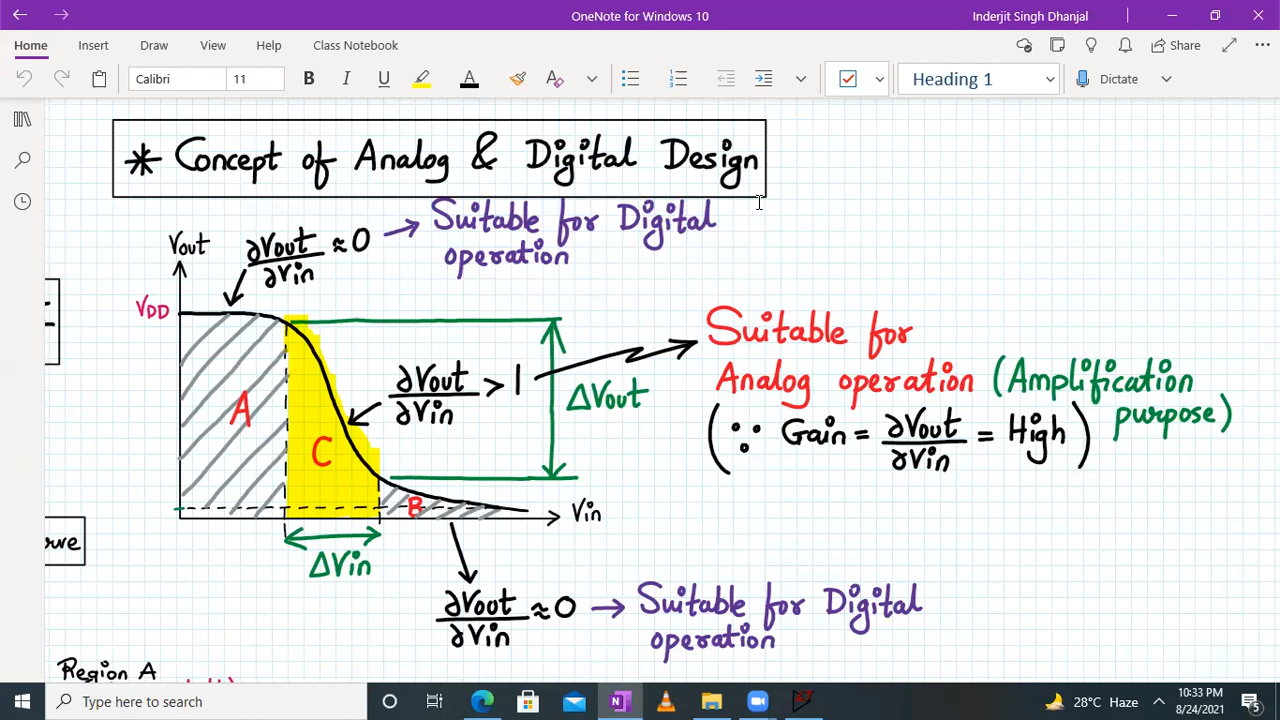 OneNote for Windows 10
Inderjit Singh Dhanjal
Home Insert Draw View Help Class Notebook
Share
Calibri 11 B I U A
Heading 1
Dictate
* Concept of Analog & Digital Design
→ Suitable for Digital
operation
Vout
∂Vout/∂Vin ≈ 0
VDD
Suitable for
Analog operation (Amplification
purpose)
∂Vout/∂Vin > 1
ΔVout
(∵ Gain = ∂Vout/∂Vin = High)
A
C
B
Vin
urve
ΔVin
∂Vout/∂Vin ≈ 0 → Suitable for Digital
operation
Region A
Type here to search
28°C Haze
10:33 PM
8/24/2021
5